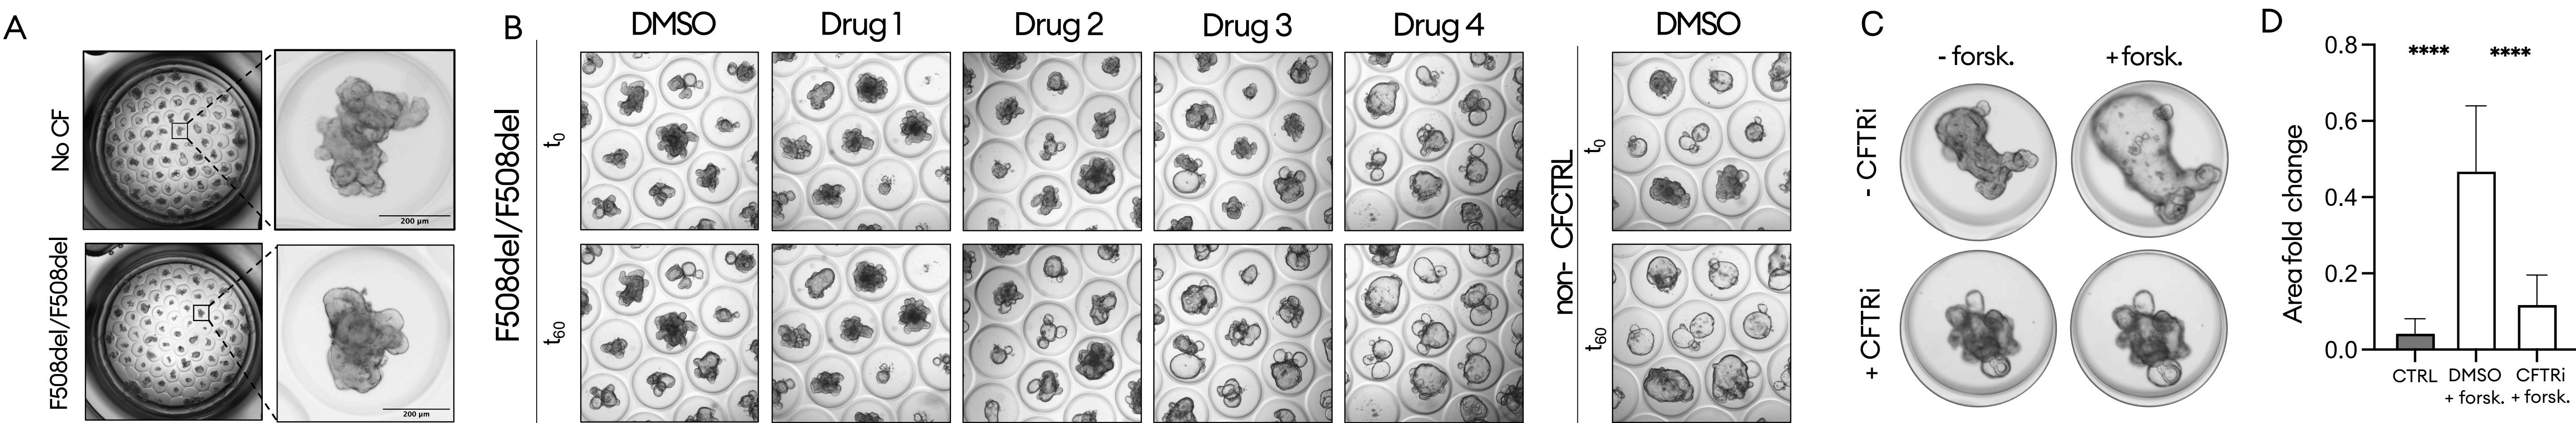 A
No CF
200 µm
F508del/F508del
200 µm
B
DMSO
Drug 1
Drug 2
Drug 3
Drug 4
DMSO
F508del/F508del
t0
t60
non- CFCTRL
t0
t60
C
- forsk.
+ forsk.
- CFTRi
+ CFTRi
D
Area fold change
0.8
0.6
0.4
0.2
0.0
****
****
CTRL
DMSO
+ forsk.
CFTRi
+ forsk.